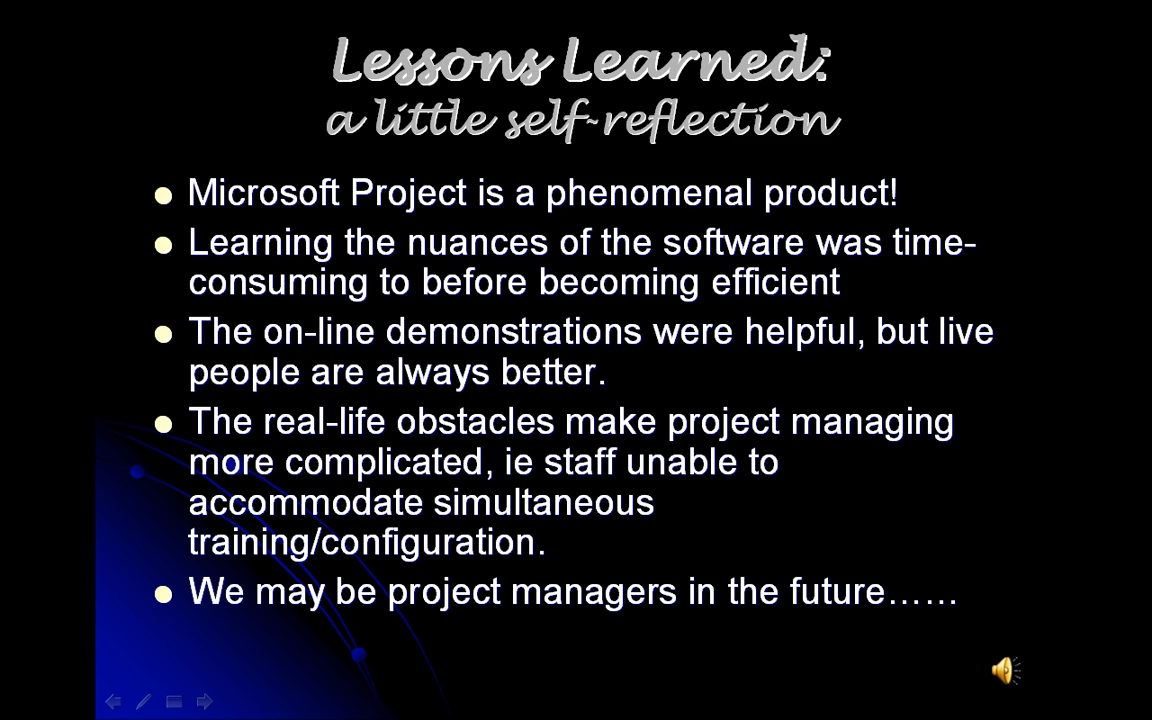 Lessons Learned:
a little self-reflection
Microsoft Project is a phenomenal product!
Learning the nuances of the software was time-
consuming to before becoming efficient
The on-line demonstrations were helpful, but live
people are always better.
The real-life obstacles make project managing
more complicated, ie staff unable to
accommodate simultaneous
training/configuration.
We may be project managers in the future……